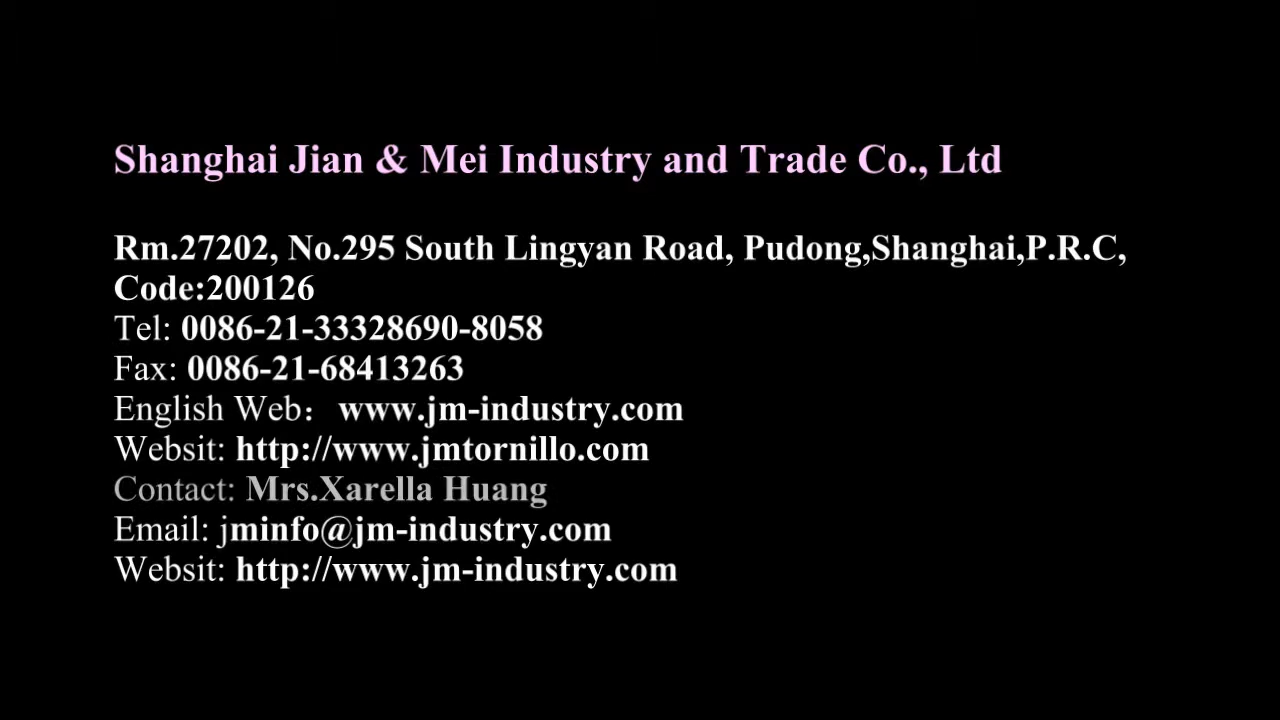 Shanghai Jian & Mei Industry and Trade Co., Ltd
Rm.27202, No.295 South Lingyan Road, Pudong,Shanghai,P.R.C,
Code:200126
Tel: 0086-21-33328690-8058
Fax: 0086-21-68413263
English Web： www.jm-industry.com
Websit: http://www.jmtornillo.com
Contact: Mrs.Xarella Huang
Email: jminfo@jm-industry.com
Websit: http://www.jm-industry.com